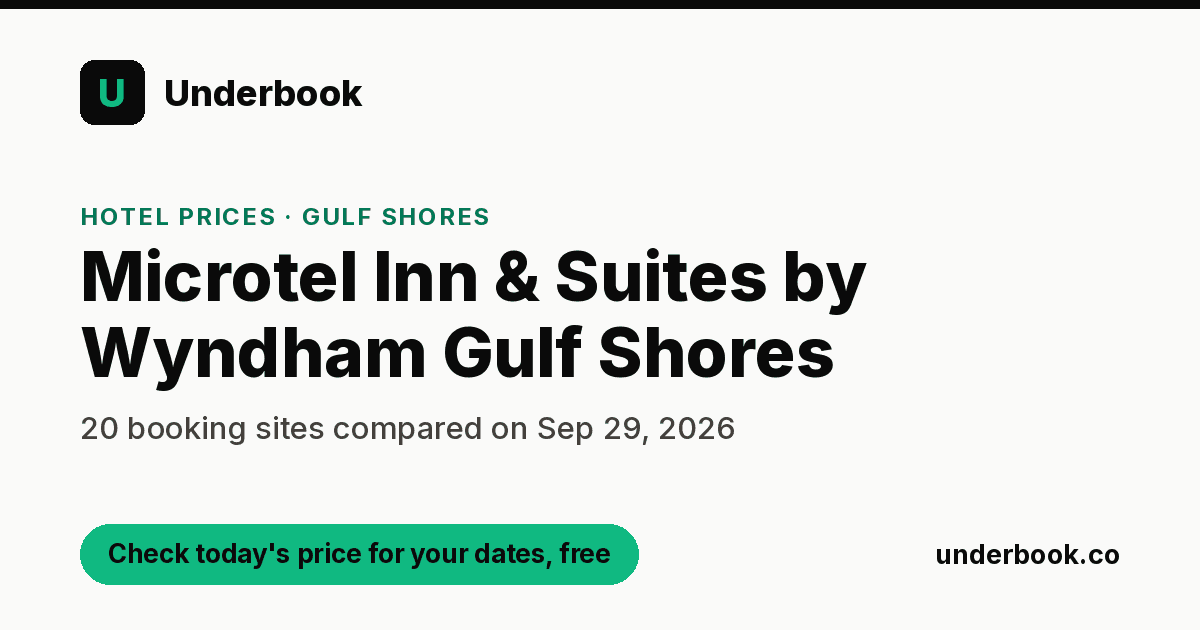 U
Underbook
HOTEL PRICES · GULF SHORES
Microtel Inn & Suites by
Wyndham Gulf Shores
20 booking sites compared on Sep 29, 2026
Check today's price for your dates, free
underbook.co